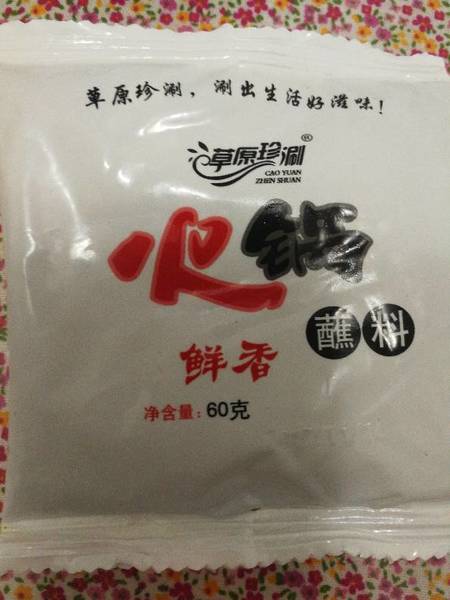 草原珍涮，涮出生活好滋味！
草原珍涮®
CAO YUAN
ZHEN SHUAN
火锅
蘸料
鲜香
净含量：60克